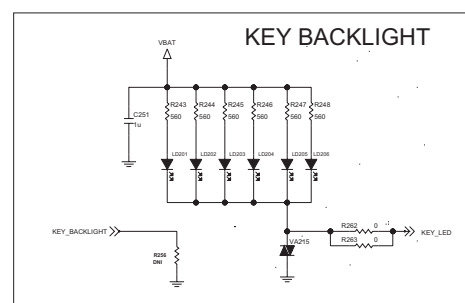 KEY BACKLIGHT
VBAT
R243 R244 R245 R246 R247 R248
560 560 560 560 560 560
C251
1u
LD201 LD202 LD203 LD204 LD205 LD206
R262 0
KEY_BACKLIGHT KEY_LED
R263 0
VA215
R256
DNI